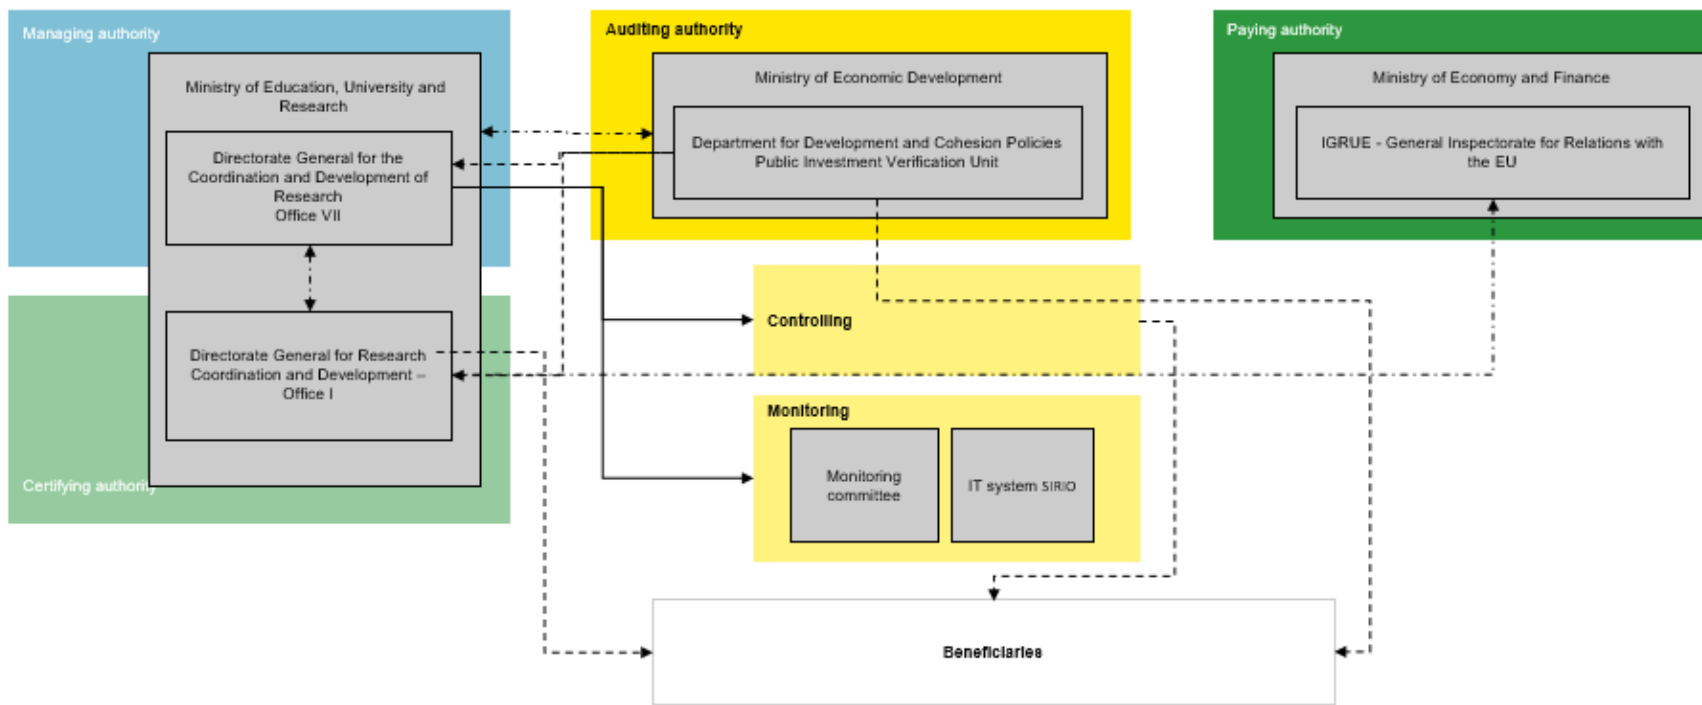 Managing authority
Ministry of Education, University and
Research
Directorate General for the
Coordination and Development of
Research
Office VII
Directorate General for Research
Coordination and Development –
Office I
Certifying authority
Auditing authority
Ministry of Economic Development
Department for Development and Cohesion Policies
Public Investment Verification Unit
Paying authority
Ministry of Economy and Finance
IGRUE - General Inspectorate for Relations with
the EU
Controlling
Monitoring
Monitoring
committee
IT system SIRIO
Beneficiaries